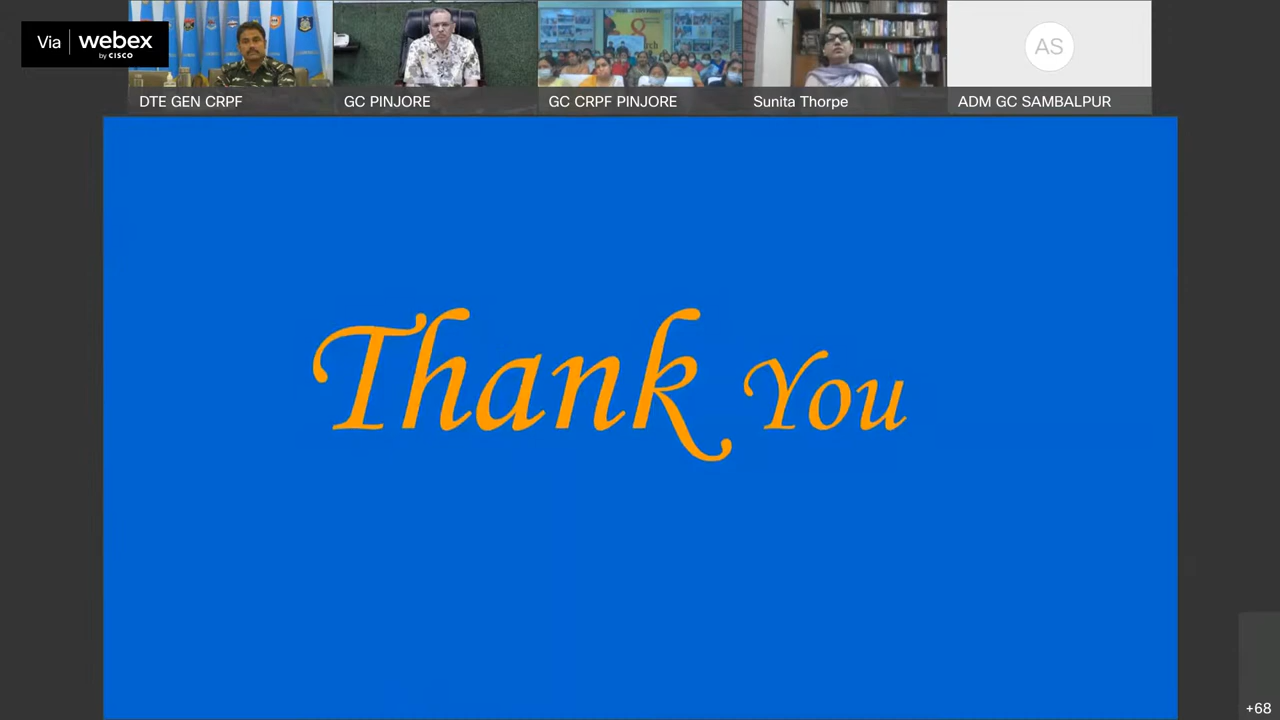 Via webex
by CISCO
DTE GEN CRPF
GC PINJORE
GC CRPF PINJORE
Sunita Thorpe
AS
ADM GC SAMBALPUR
8
Thank You
+68